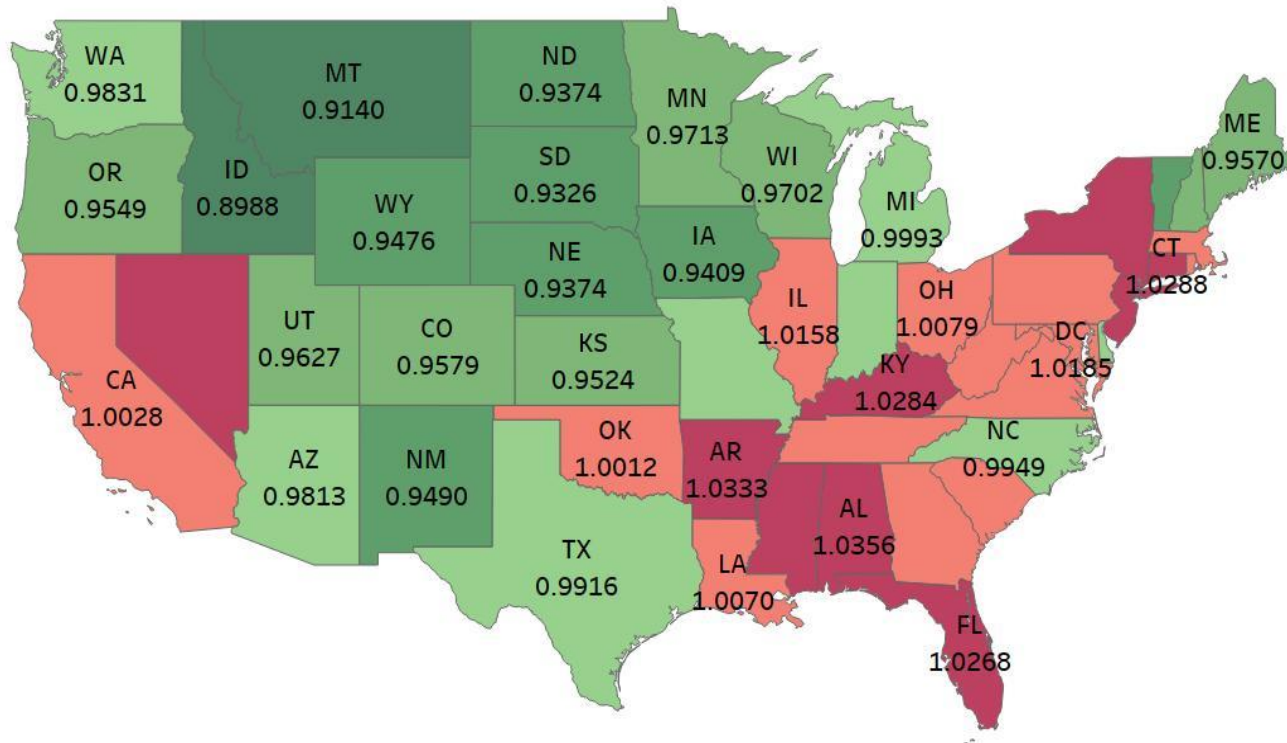 WA
0.9831
MT
0.9140
ND
0.9374
MN
0.9713
ME
0.9570
OR
0.9549
ID
0.8988
SD
0.9326
WI
0.9702
WY
0.9476
MI
0.9993
IA
0.9409
NE
0.9374
CT
1.0288
IL
1.0158
OH
1.0079
UT
0.9627
CO
0.9579
KS
0.9524
DC
1.0185
CA
1.0028
KY
1.0284
OK
1.0012
NC
0.9949
AZ
0.9813
NM
0.9490
AR
1.0333
AL
1.0356
TX
0.9916
LA
1.0070
FL
1.0268